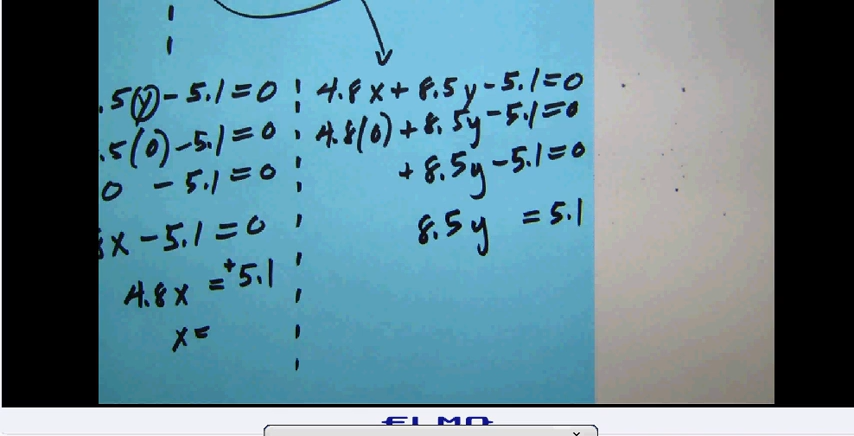 .5(y) - 5.1 = 0
.5(0) - 5.1 = 0
0 - 5.1 = 0
8x - 5.1 = 0
4.8x = +5.1
x =
4.8x + 8.5y - 5.1 = 0
4.8(0) + 8.5y - 5.1 = 0
+ 8.5y - 5.1 = 0
8.5y = 5.1
ELMO
x